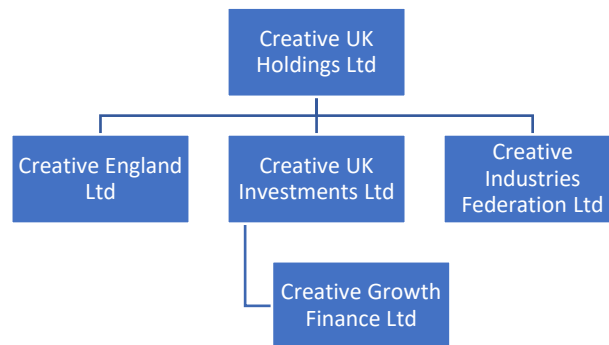 Creative UK
Holdings Ltd
Creative England
Ltd
Creative UK
Investments Ltd
Creative
Industries
Federation Ltd
Creative Growth
Finance Ltd